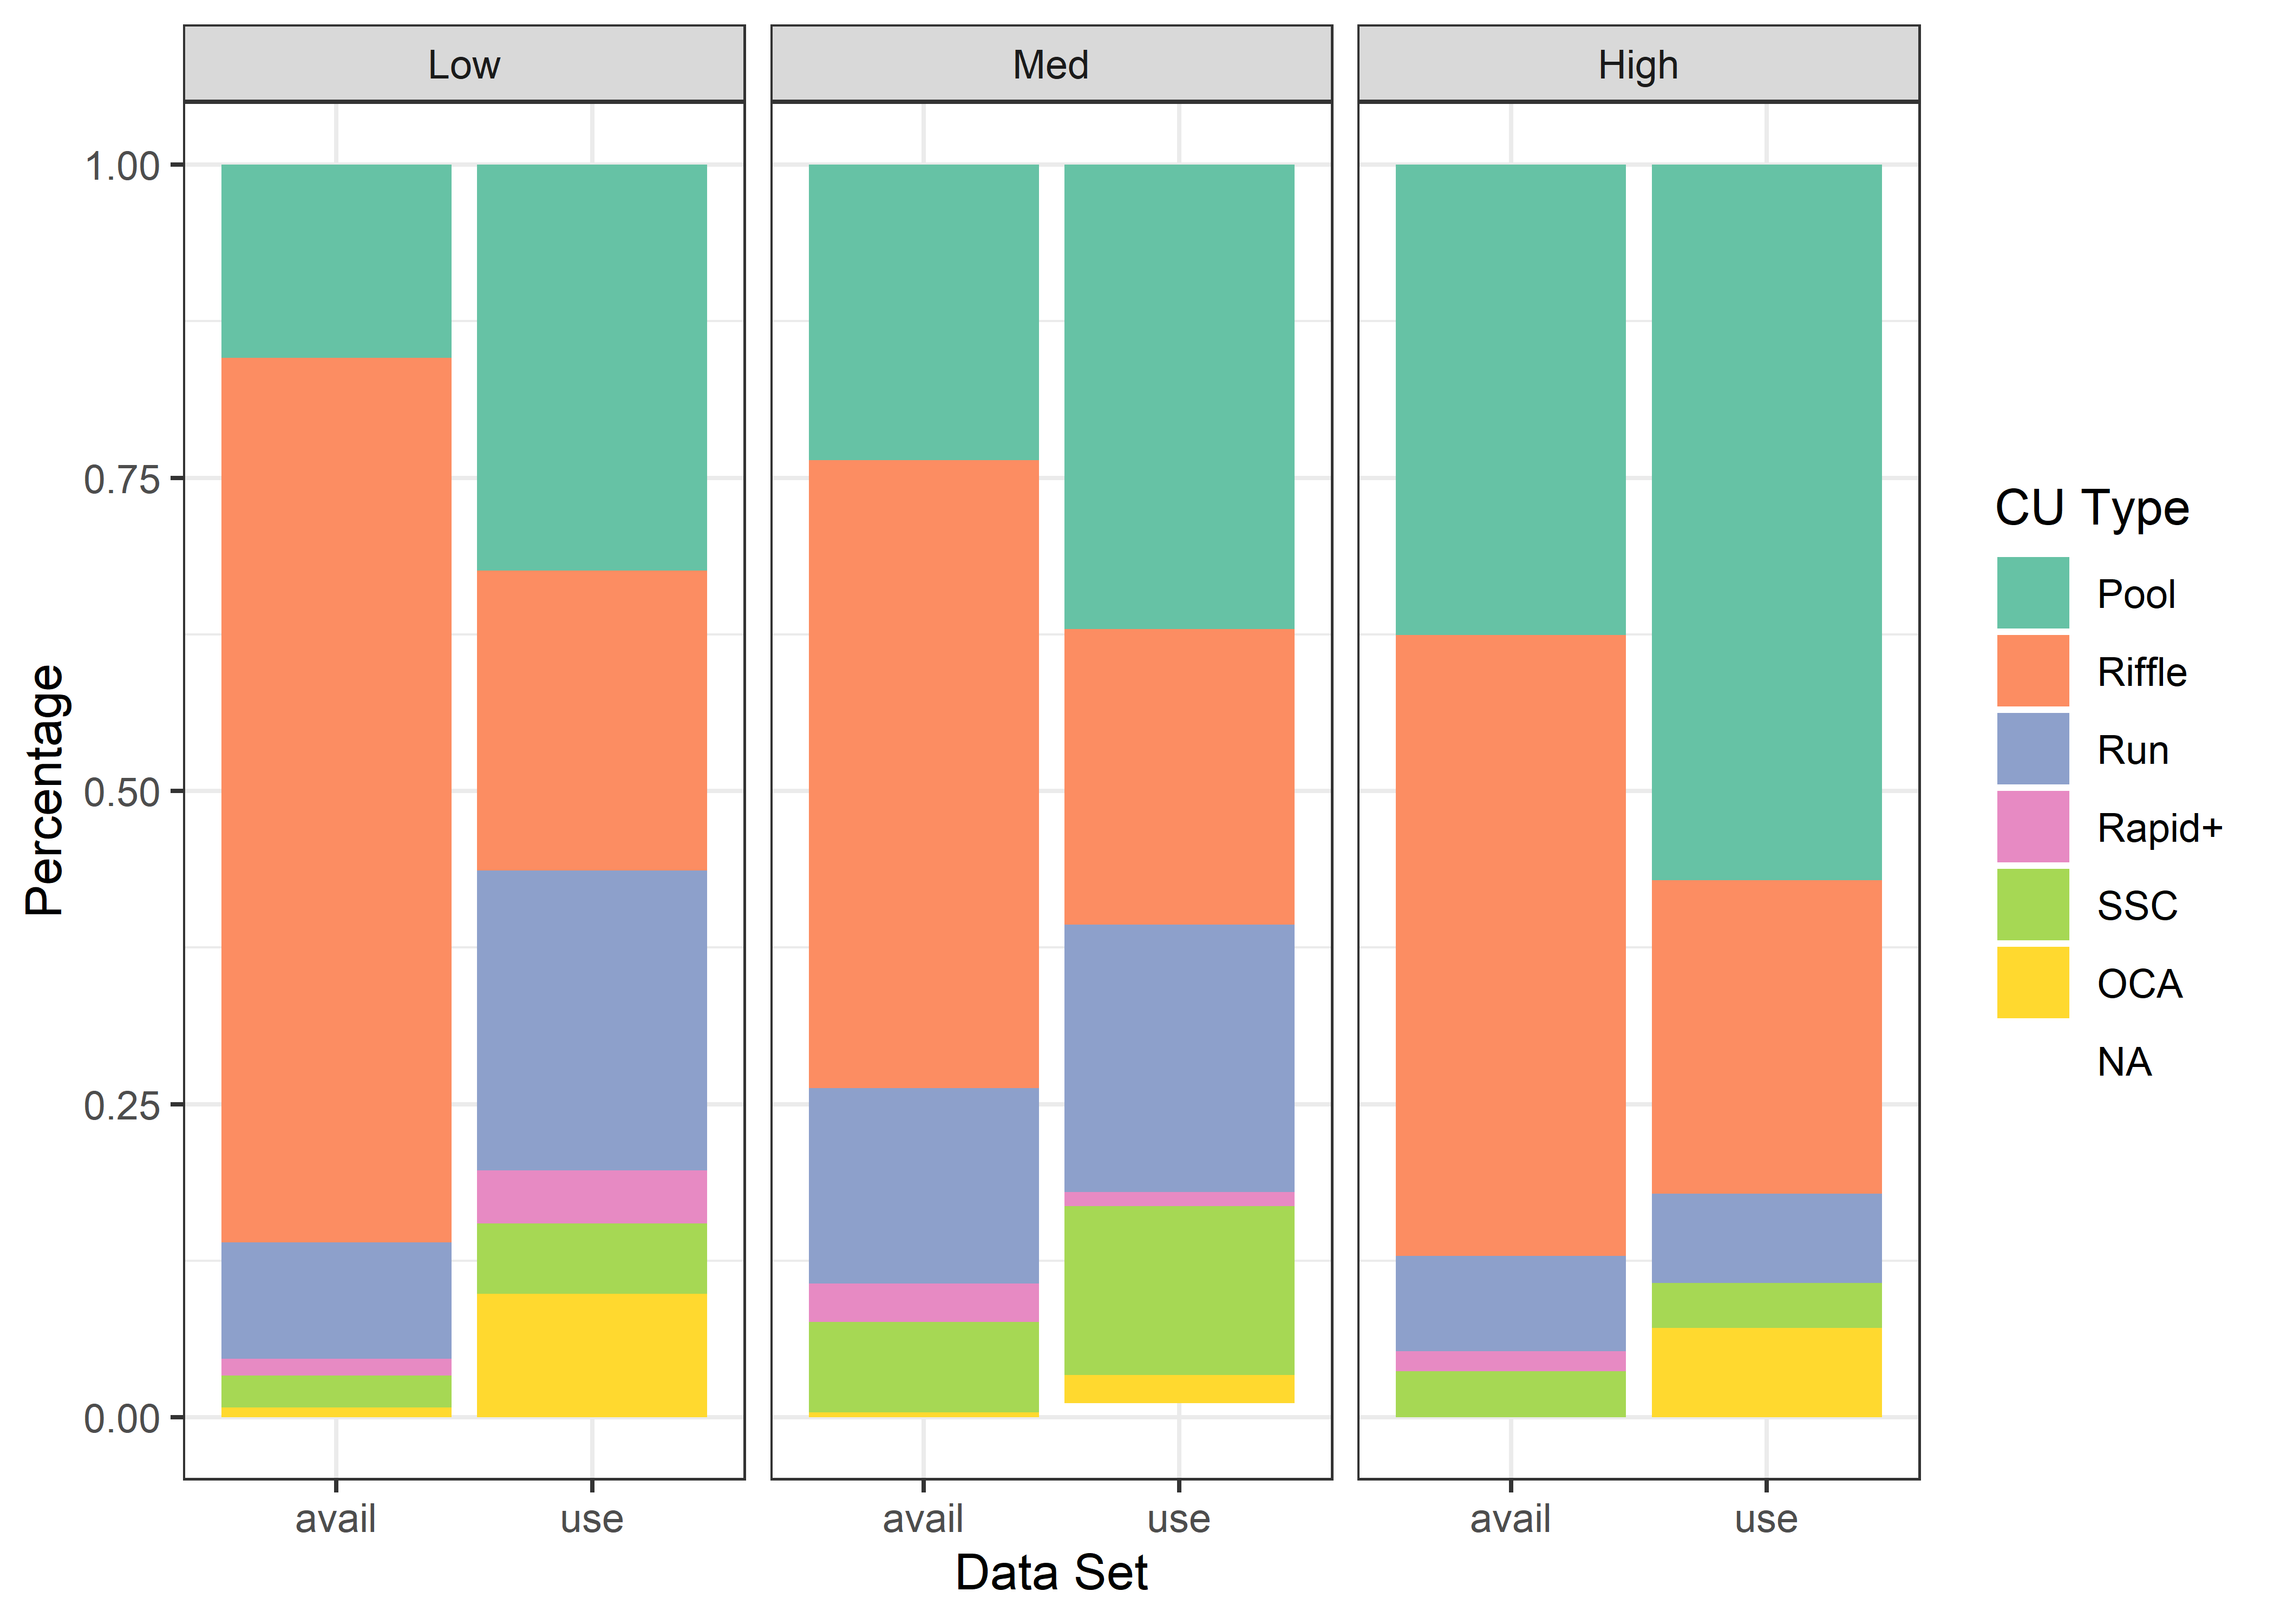 Low
Med
High
1.00
0.75
0.50
0.25
0.00
Percentage
avail
use
avail
use
avail
use
Data Set
CU Type
Pool
Riffle
Run
Rapid+
SSC
OCA
NA